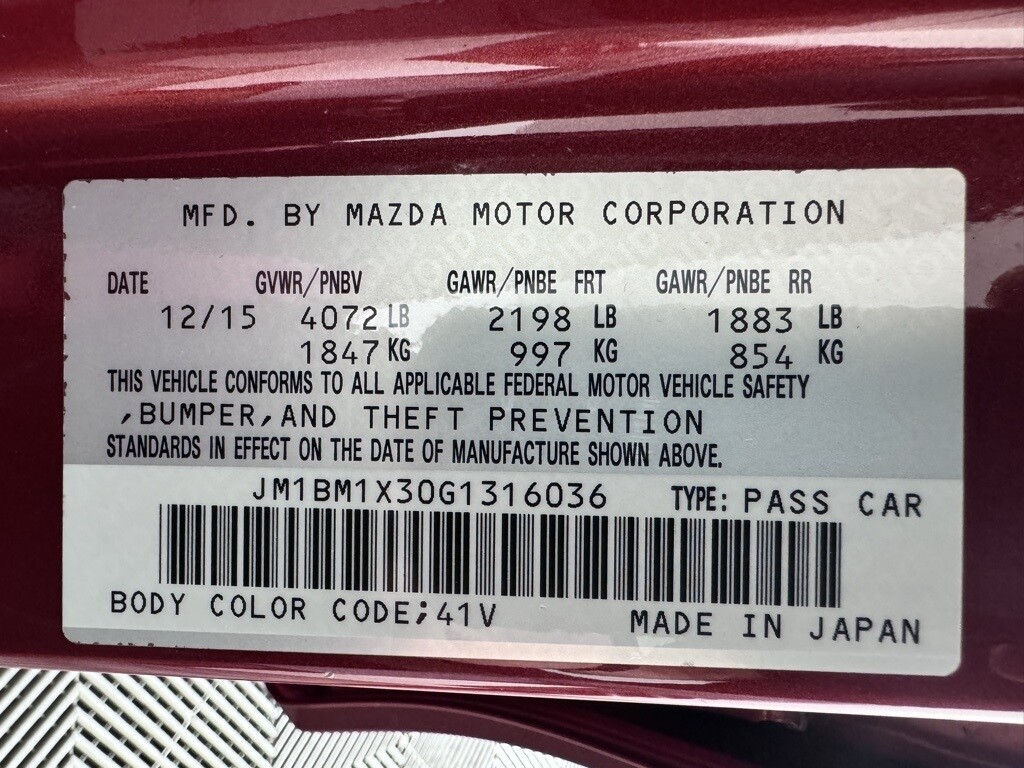 MFD. BY MAZDA MOTOR CORPORATION
DATE GVWR/PNBV GAWR/PNBE FRT GAWR/PNBE RR
12/15 4072 LB 2198 LB 1883 LB
1847 KG 997 KG 854 KG
THIS VEHICLE CONFORMS TO ALL APPLICABLE FEDERAL MOTOR VEHICLE SAFETY
,BUMPER,AND THEFT PREVENTION
STANDARDS IN EFFECT ON THE DATE OF MANUFACTURE SHOWN ABOVE.
JM1BM1X30G1316036 TYPE: PASS CAR
BODY COLOR CODE;41V MADE IN JAPAN